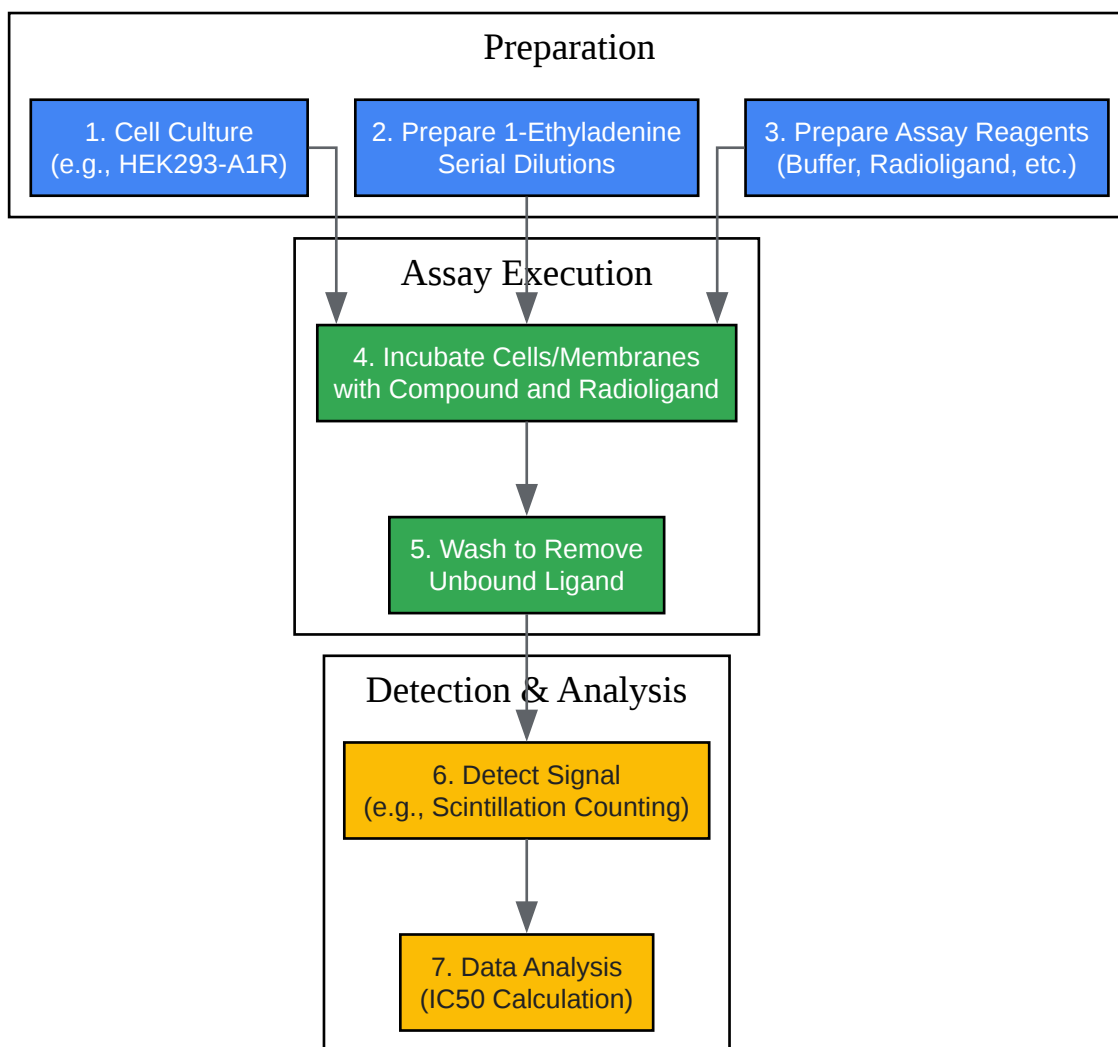 Preparation
1. Cell Culture
(e.g., HEK293-A1R)
2. Prepare 1-Ethyladenine
Serial Dilutions
3. Prepare Assay Reagents
(Buffer, Radioligand, etc.)
Assay Execution
4. Incubate Cells/Membranes
with Compound and Radioligand
5. Wash to Remove
Unbound Ligand
Detection & Analysis
6. Detect Signal
(e.g., Scintillation Counting)
7. Data Analysis
(IC50 Calculation)